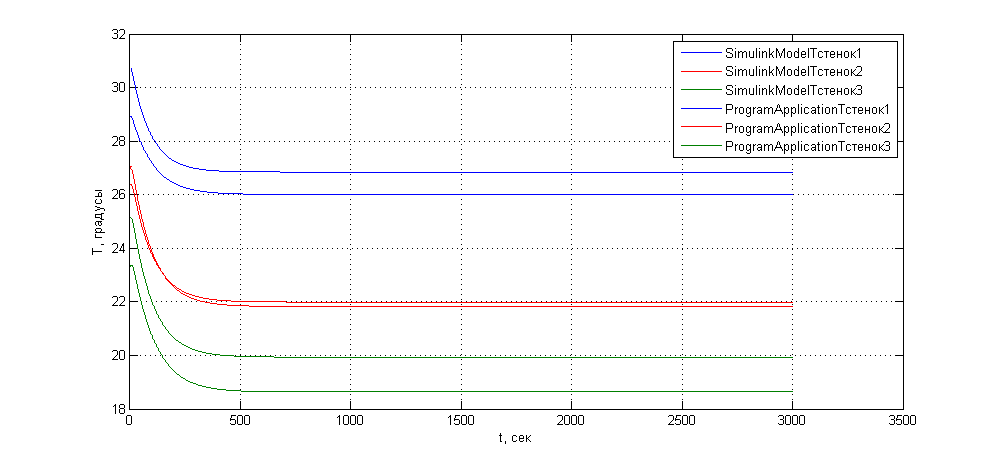 32
30
28
26
24
22
20
18
T, градусы
SimulinkModelTстенок1
SimulinkModelTстенок2
SimulinkModelTстенок3
ProgramApplicationTстенок1
ProgramApplicationTстенок2
ProgramApplicationTстенок3
0 500 1000 1500 2000 2500 3000 3500
t, сек